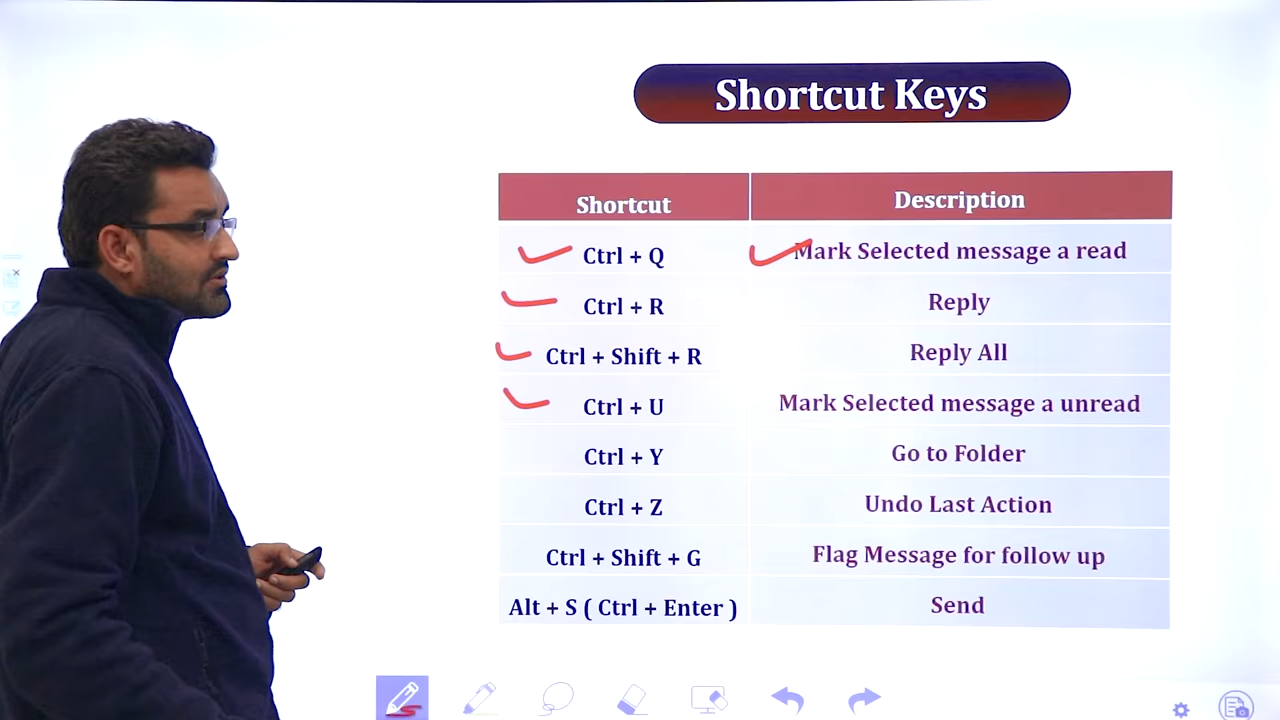 Shortcut Keys
Shortcut Description
Ctrl + Q Mark Selected message a read
Ctrl + R Reply
Ctrl + Shift + R Reply All
Ctrl + U Mark Selected message a unread
Ctrl + Y Go to Folder
Ctrl + Z Undo Last Action
Ctrl + Shift + G Flag Message for follow up
Alt + S ( Ctrl + Enter ) Send